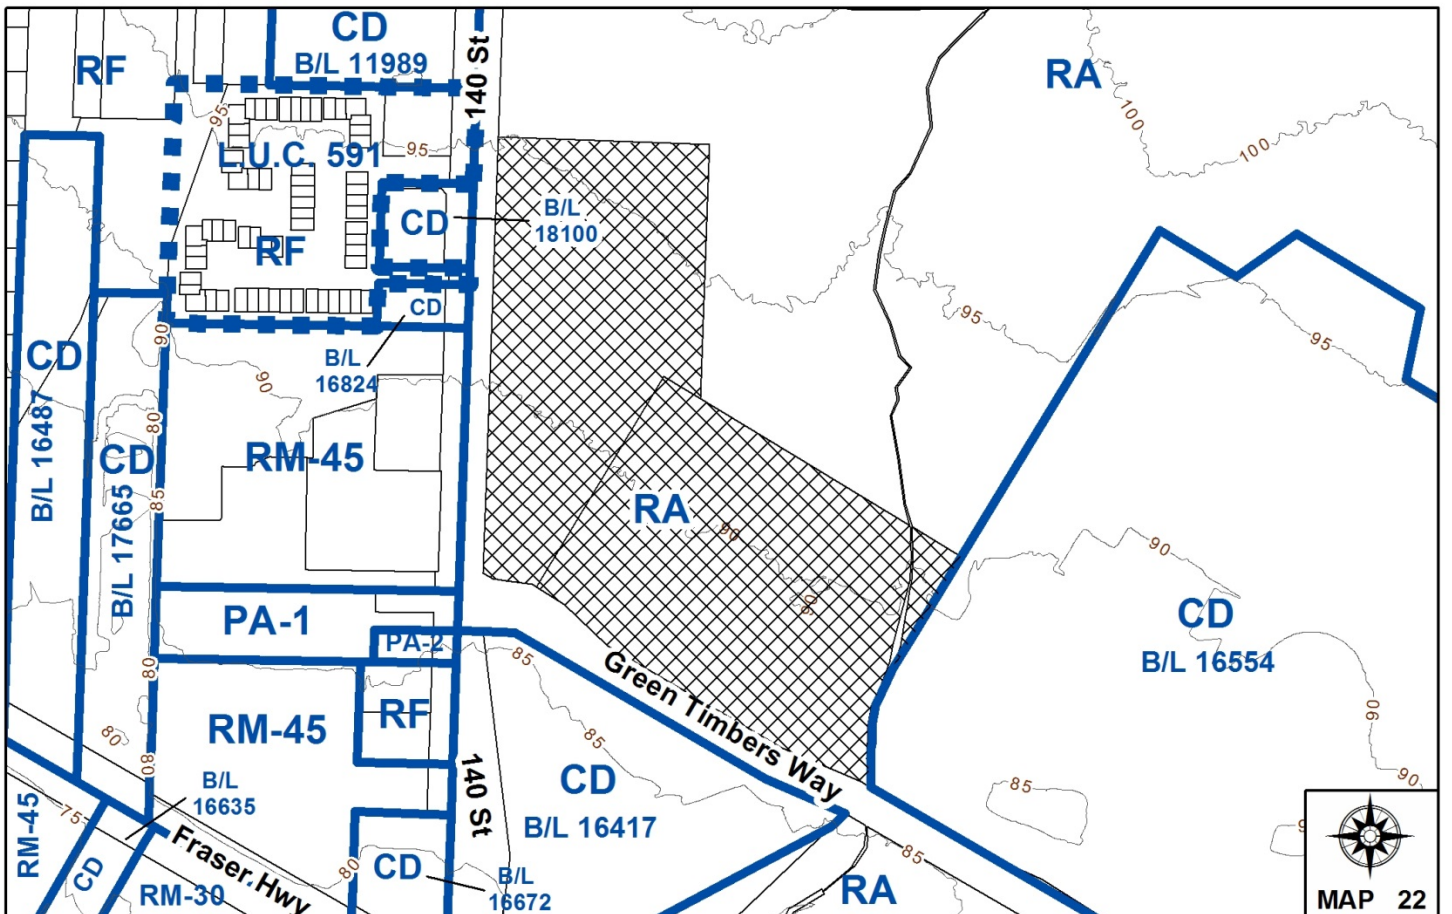 CD
B/L 11989
140 St
RF
RA
95
L.U.C. 591
95
100
100
CD
B/L
18100
RF
CD
B/L
16824
90
90
95
95
CD
B/L 16487
CD
B/L 17665
80
85
RM-45
RA
90
90
90
CD
B/L 16554
PA-1
PA-2
85
Green Timbers Way
80
RM-45
RF
80
80
85
90
90
B/L
16635
140 St
CD
B/L 16417
85
RM-45
75
CD
Fraser Hwy
RM-30
80
CD
B/L
16672
85
RA
9
MAP 22